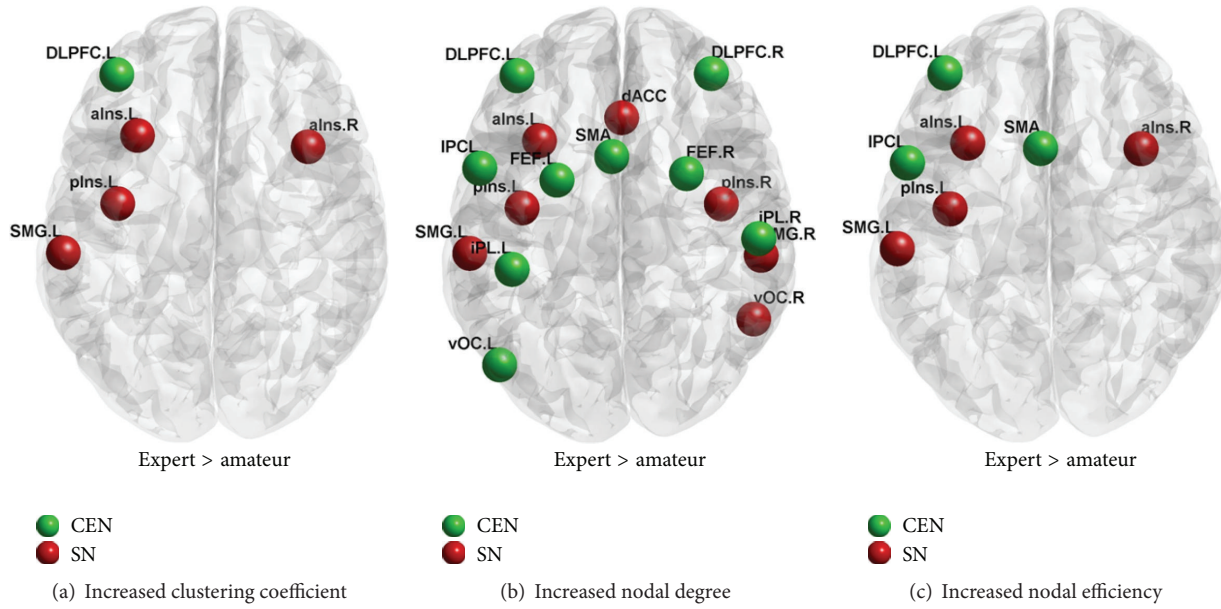 DLPFC.L
aIns.L
aIns.R
pIns.L
SMG.L
Expert > amateur
CEN
SN
(a) Increased clustering coefficient
DLPFC.L
DLPFC.R
dACC
aIns.L
SMA
IPCL
FEF.L
FEF.R
pIns.L
pIns.R
iPL.R
SMG.L
MG.R
iPL.L
vOC.R
vOC.L
Expert > amateur
CEN
SN
(b) Increased nodal degree
DLPFC.L
aIns.L
SMA
aIns.R
IPCL
pIns.L
SMG.L
Expert > amateur
CEN
SN
(c) Increased nodal efficiency